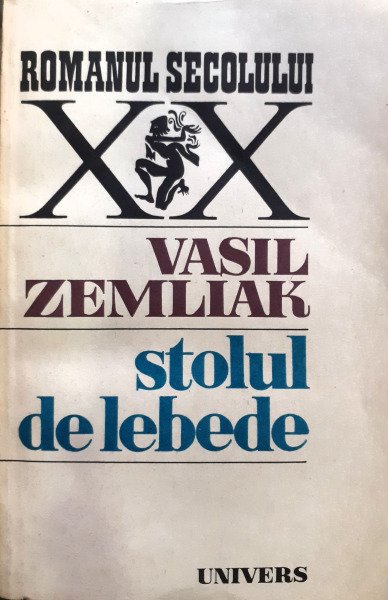 ROMANUL SECOLULUI
XX
VASIL
ZEMLIAK
stolul
de lebede
UNIVERS